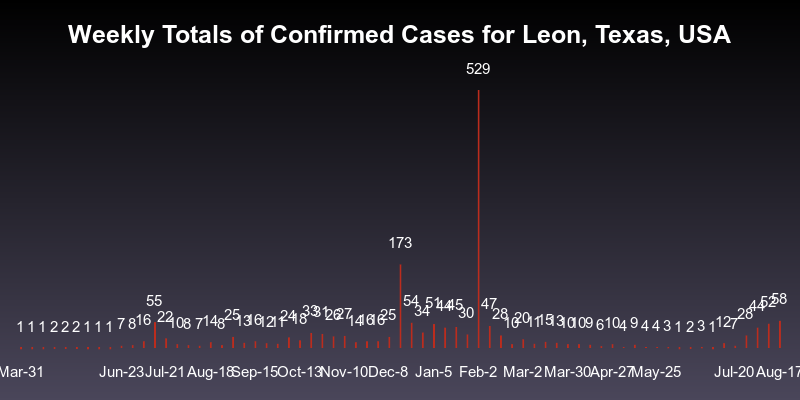 Weekly Totals of Confirmed Cases for Leon, Texas, USA
529
173
55 22 10 8 7 14 8 25 13 16 12 11 24 18 33 31 26 27 14 16 16 25 54 34 51 44 45 30 47 28 10 20 11 15 13 10 10 9 6 10 4 9 4 4 3 1 2 3 1 12 7 28 44 52 58
1 1 1 2 2 2 1 1 1 7 8 16
Mar-31 Jun-23 Jul-21 Aug-18 Sep-15 Oct-13 Nov-10 Dec-8 Jan-5 Feb-2 Mar-2 Mar-30 Apr-27 May-25 Jul-20 Aug-17